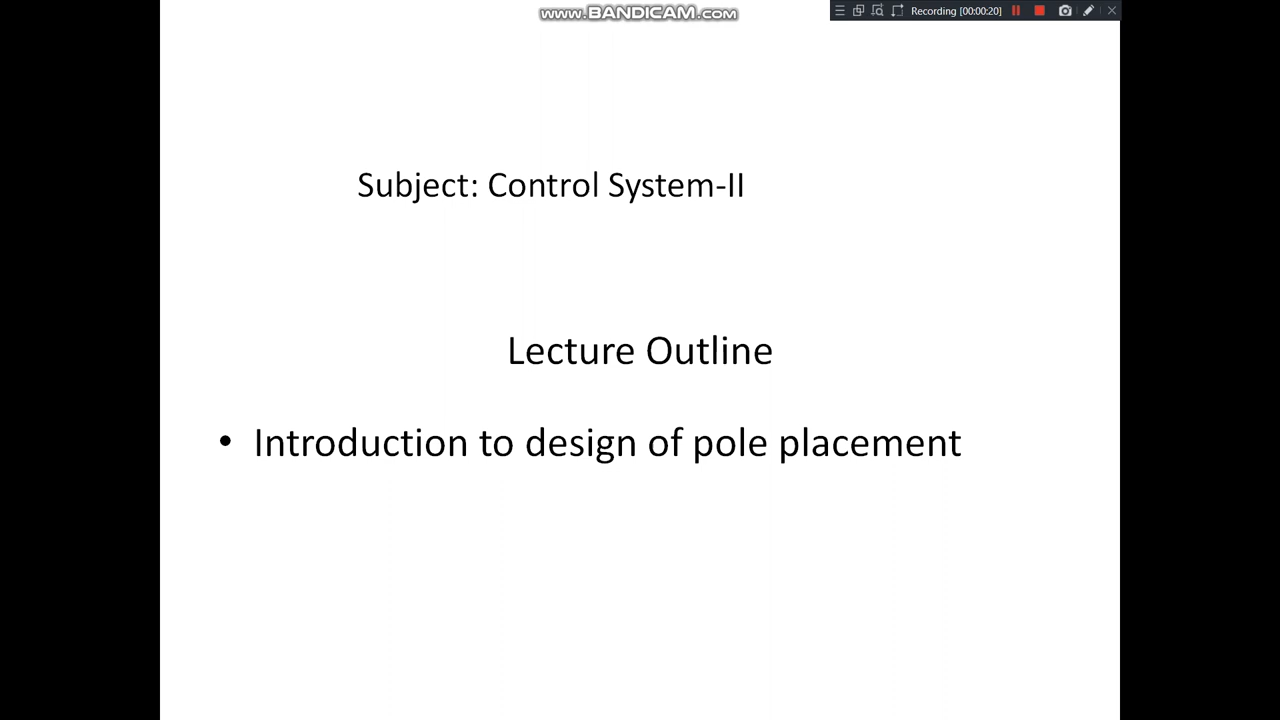 www.BANDICAM.com
Recording [00:00:20]
Subject: Control System-II
Lecture Outline
• Introduction to design of pole placement